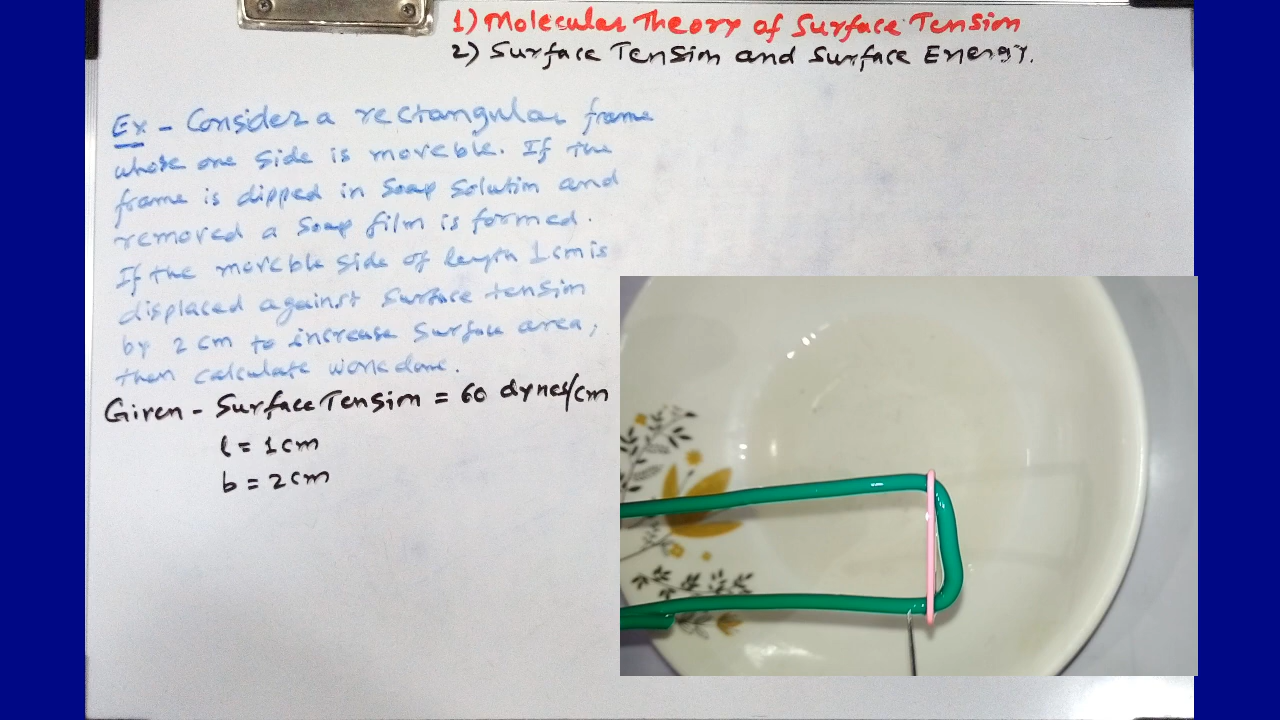 1) Molecular Theory of Surface Tension
2) Surface Tension and Surface Energy.
Ex - Consider a rectangular frame
whose one side is moveble. If the
frame is dipped in Soap Solution and
removed a Soap film is formed.
If the moveble side of length 1cm is
displaced against surface tension
by 2 cm to increase Surface area,
then calculate work done.
Given - Surface Tension = 60 dynes/cm
l = 1cm
b = 2cm